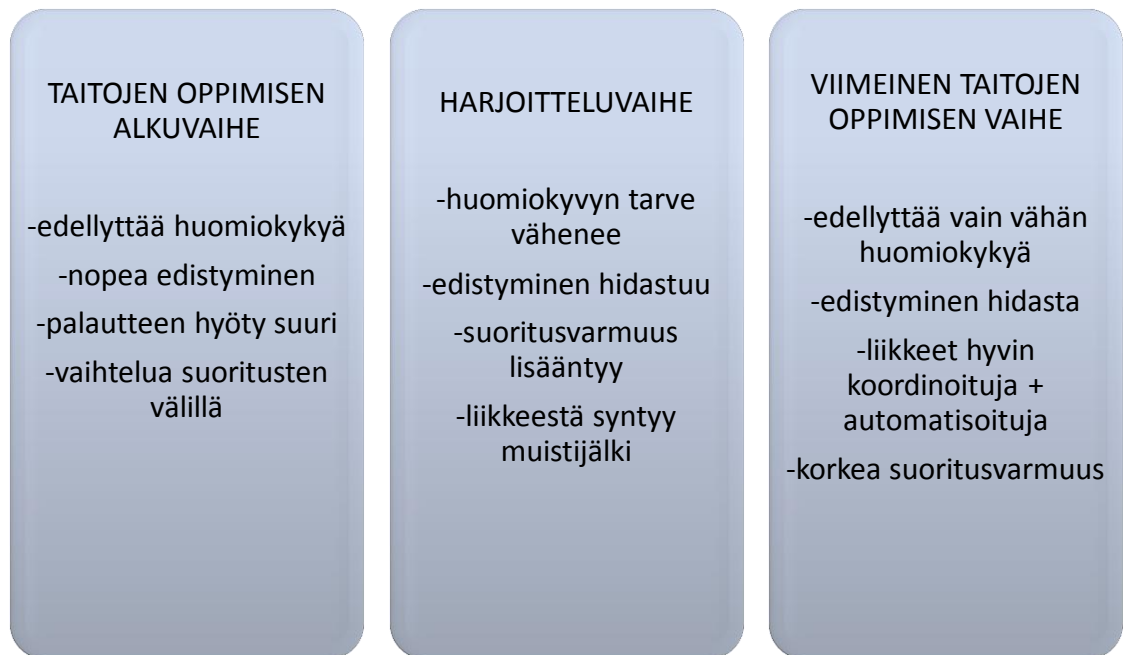 TAITOJEN OPPIMISEN
ALKUVAIHE
-edellyttää huomiokykyä
-nopea edistyminen
-palautteen hyöty suuri
-vaihtelua suoritusten
välillä
HARJOITTELUVAIHE
-huomiokyvyn tarve
vähenee
-edistyminen hidastuu
-suoritusvarmuus
lisääntyy
-liikkeestä syntyy
muistijälki
VIIMEINEN TAITOJEN
OPPIMISEN VAIHE
-edellyttää vain vähän
huomiokykyä
-edistyminen hidasta
-liikkeet hyvin
koordinoituja +
automatisoituja
-korkea suoritusvarmuus